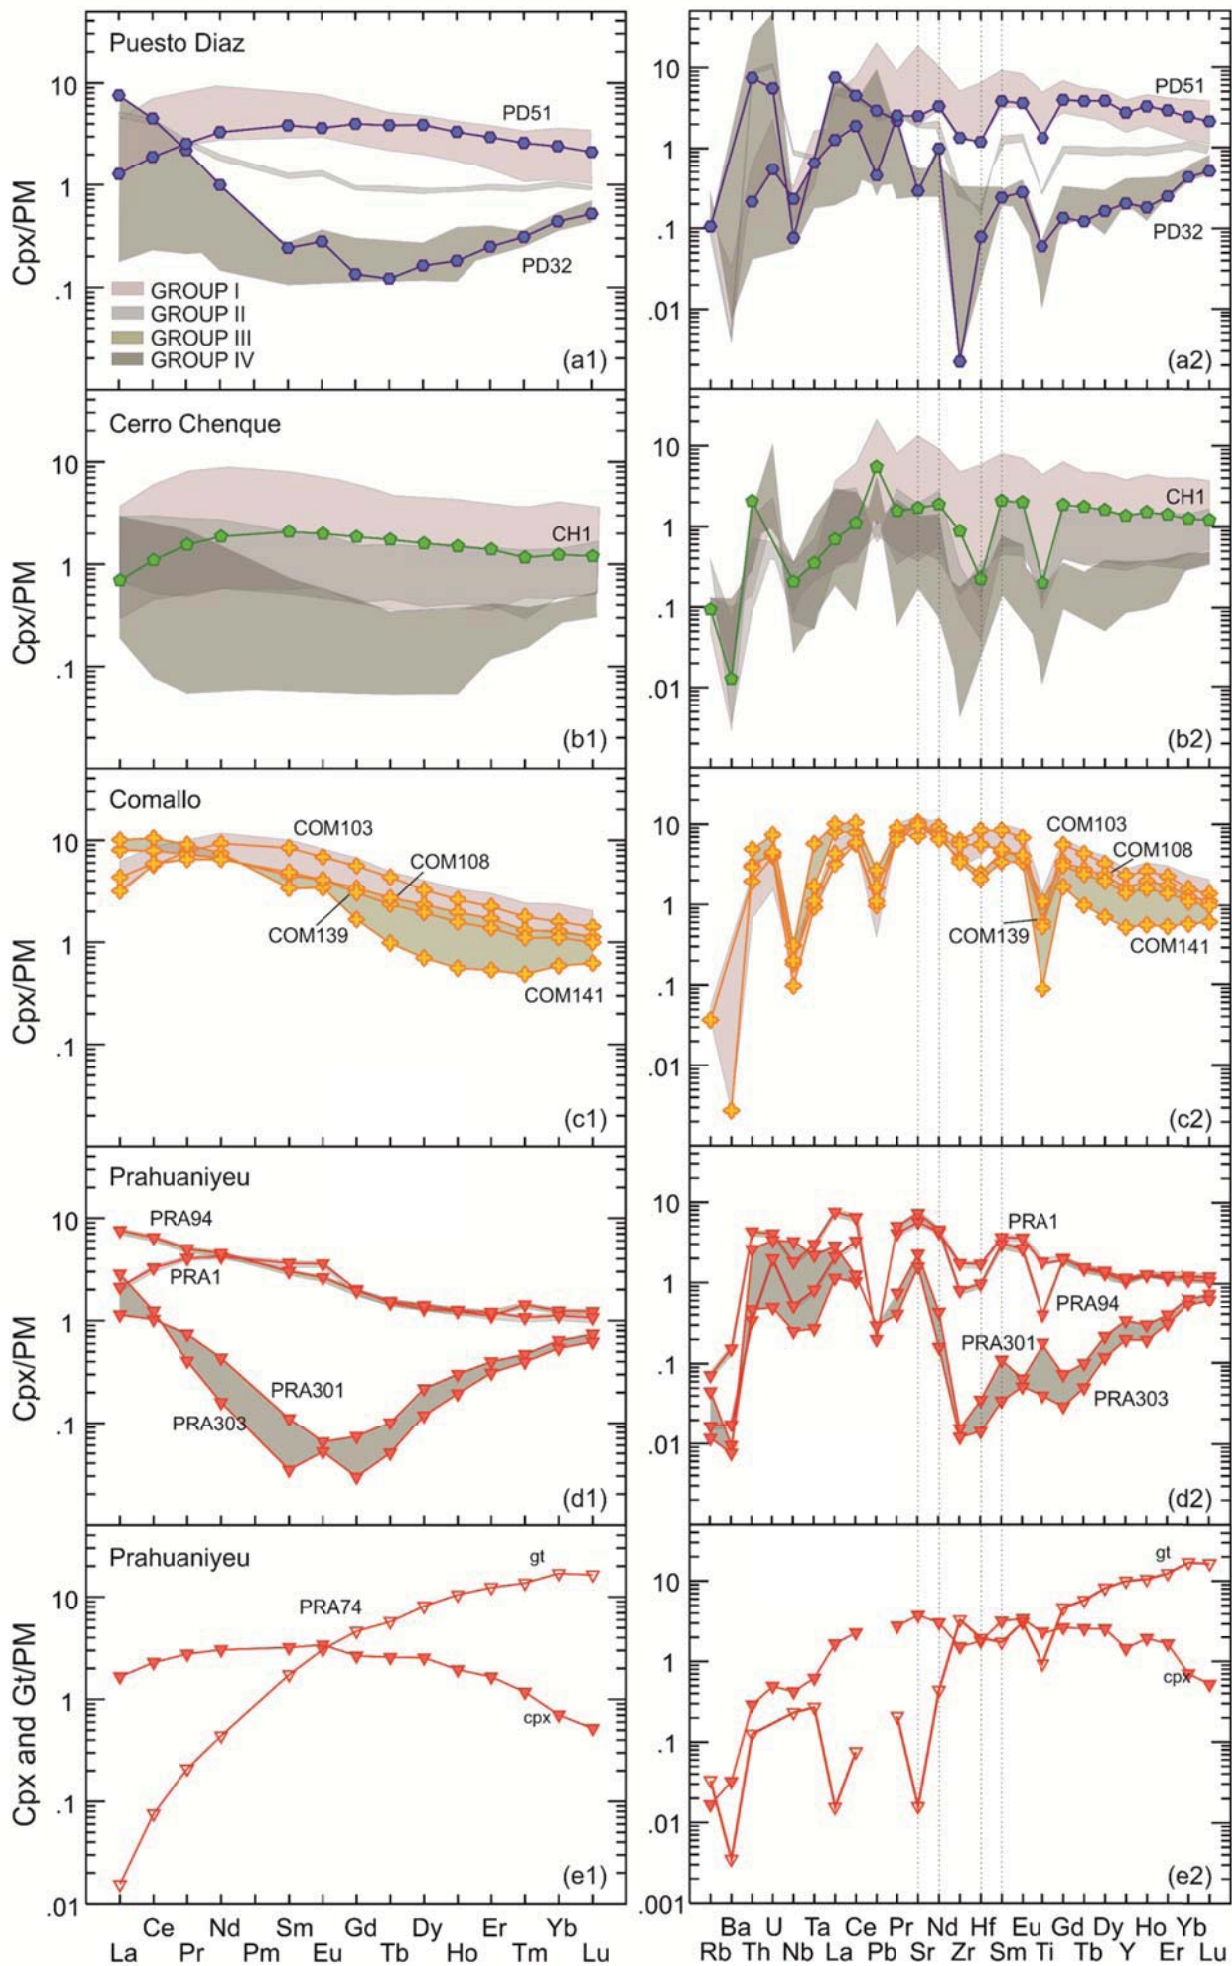 Puesto Diaz
10
1
.1
Cpx/PM
PD51
PD32
GROUP I
GROUP II
GROUP III
GROUP IV
(a1)
10
1
0.1
.01
PD51
PD32
(a2)
Cerro Chenque
10
1
.1
Cpx/PM
CH1
(b1)
10
1
0.1
.01
CH1
(b2)
Comallo
10
1
.1
Cpx/PM
COM103
COM108
COM139
COM141
(c1)
10
1
.1
.01
COM103
COM108
COM139
COM141
(c2)
Prahuaniyeu
10
1
.1
Cpx/PM
PRA94
PRA1
PRA301
PRA303
(d1)
10
1
.1
.01
PRA1
PRA94
PRA301
PRA303
(d2)
Prahuaniyeu
10
1
.1
.01
Cpx and Gt/PM
gt
PRA74
cpx
(e1)
10
1
.1
.01
.001
gt
cpx
(e2)
Ce Nd Sm Gd Dy Er Yb
La Pr Pm Eu Tb Ho Tm Lu
Ba U Ta Ce Pr Nd Hf Eu Gd Dy Ho Yb
Rb Th Nb La Pb Sr Zr Sm Ti Tb Y Er Lu